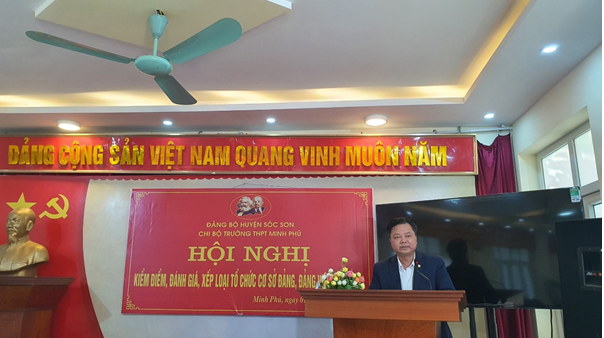 ĐẢNG CỘNG SẢN VIỆT NAM QUANG VINH MUÔN NĂM
ĐẢNG BỘ HUYỆN SÓC SƠN
CHI BỘ TRƯỜNG THPT MINH PHÚ
HỘI NGHỊ
KIỂM ĐIỂM, ĐÁNH GIÁ, XẾP LOẠI TỔ CHỨC CƠ SỞ ĐẢNG, ĐẢNG
Minh Phú, ngày